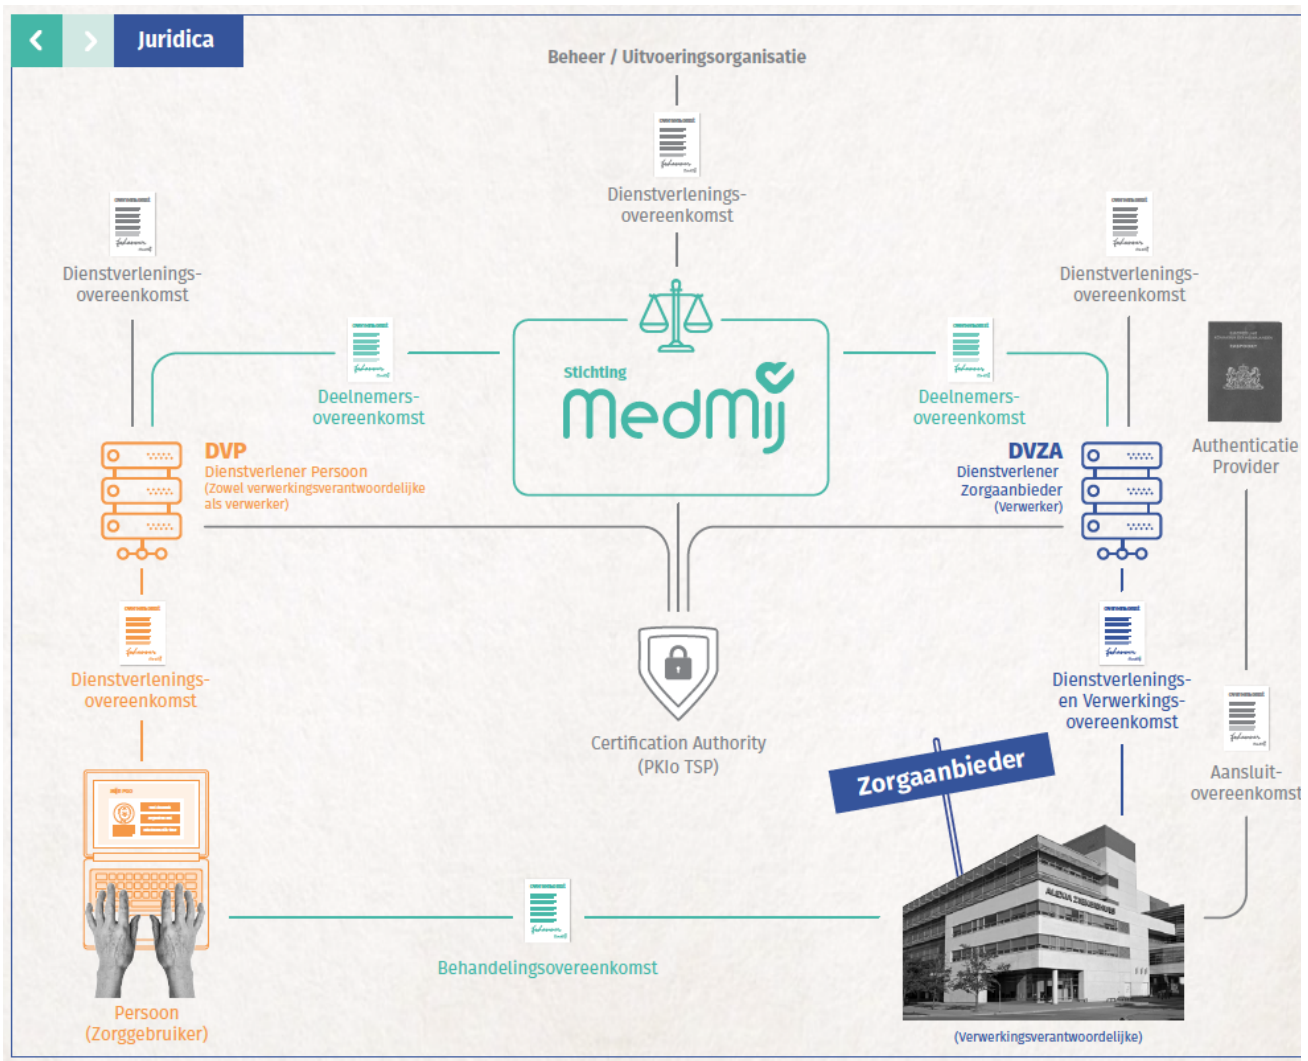 Juridica
Beheer / Uitvoeringsorganisatie
Dienstverlenings-
overeenkomst
Dienstverlenings-
overeenkomst
Dienstverlenings-
overeenkomst
Deelnemers-
overeenkomst
Stichting
MedMij
Deelnemers-
overeenkomst
Authenticatie
Provider
DVP
Dienstverlener Persoon
(Zowel verwerkingsverantwoordelijke
als verwerker)
DVZA
Dienstverlener
Zorgaanbieder
(Verwerker)
Dienstverlenings-
overeenkomst
Certification Authority
(PKIo TSP)
Dienstverlenings-
en Verwerkings-
overeenkomst
Aansluit-
overeenkomst
Zorgaanbieder
Behandelingsovereenkomst
Persoon
(Zorggebruiker)
(Verwerkingsverantwoordelijke)